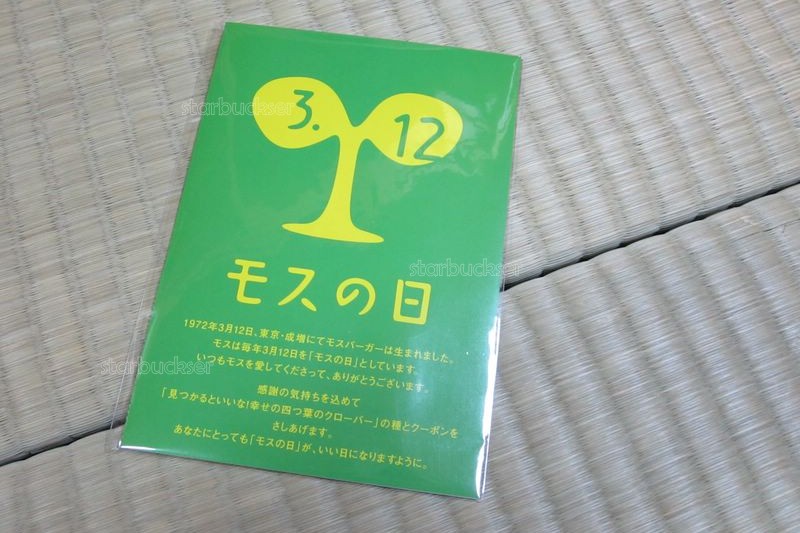 3.
12
モスの日
1972年3月12日、東京・成増にてモスバーガーは生まれました。
モスは毎年3月12日を「モスの日」としています。
いつもモスを愛してくださって、ありがとうございます。
感謝の気持ちを込めて
「見つかるといいな!幸せの四つ葉のクローバー」の種とクーポンを
さしあげます。
あなたにとっても「モスの日」が、いい日になりますように。
starbuckser
starbuckser
starbuckser